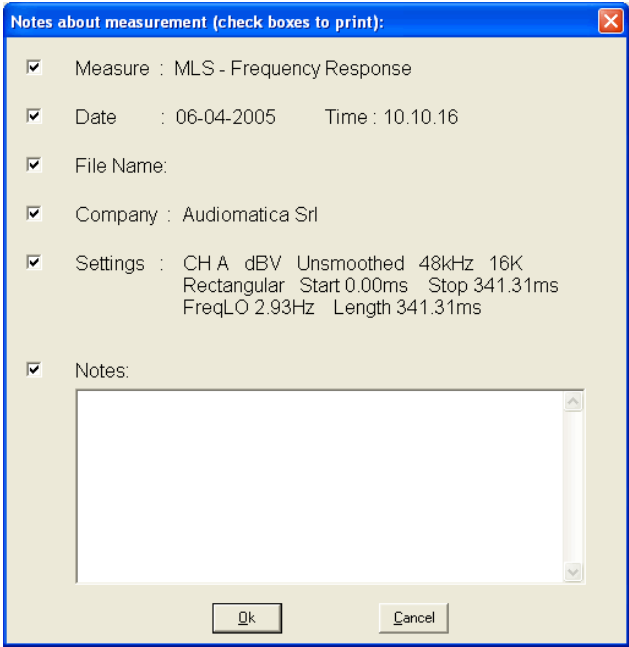 Notes about measurement (check boxes to print):
Measure : MLS - Frequency Response
Date : 06-04-2005 Time : 10.10.16
File Name:
Company : Audiomatica Srl
Settings : CH A dBV Unsmoothed 48kHz 16K
Rectangular Start 0.00ms Stop 341.31ms
FreqLO 2.93Hz Length 341.31ms
Notes:
Ok Cancel